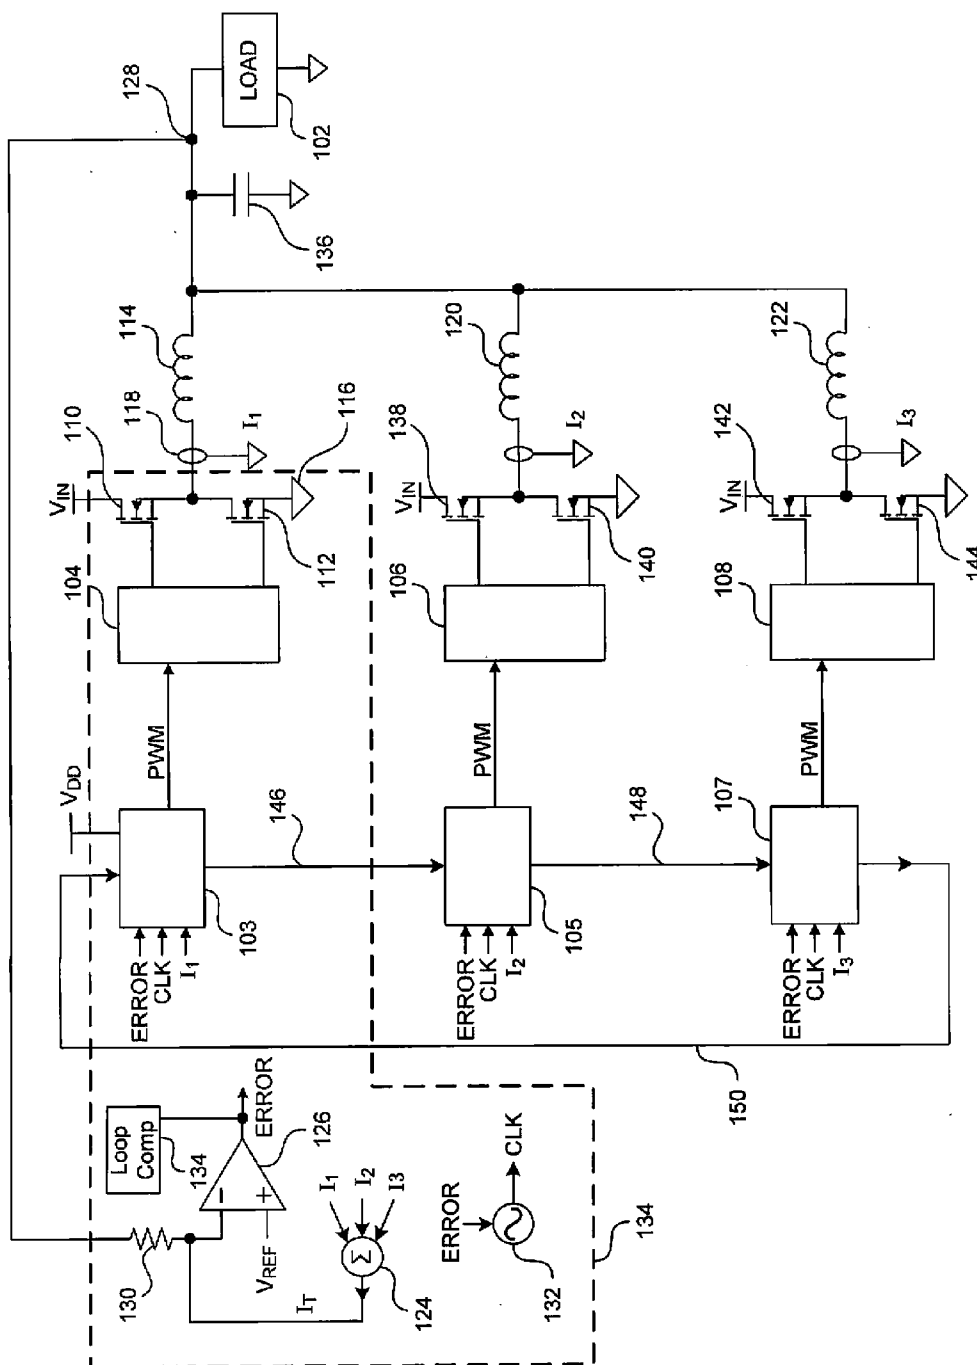 130
Loop
Comp
134
ERROR
126
VREF
IT
I1
I2
I3
Σ
124
ERROR
CLK
132
134
150
VDD
ERROR
CLK
I1
103
PWM
104
VIN
110
118
114
112
I1
116
136
128
LOAD
102
146
ERROR
CLK
I2
105
PWM
106
VIN
138
120
140
I2
148
ERROR
CLK
I3
107
PWM
108
VIN
142
122
144
I3